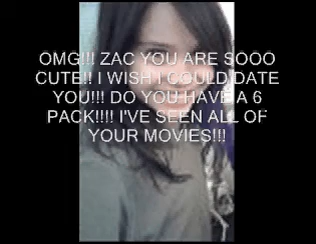 OMG!!! ZAC YOU ARE SOOO
CUTE!! I WISH I COULD DATE
YOU!!! DO YOU HAVE A 6
PACK!!!! I'VE SEEN ALL OF
YOUR MOVIES!!!